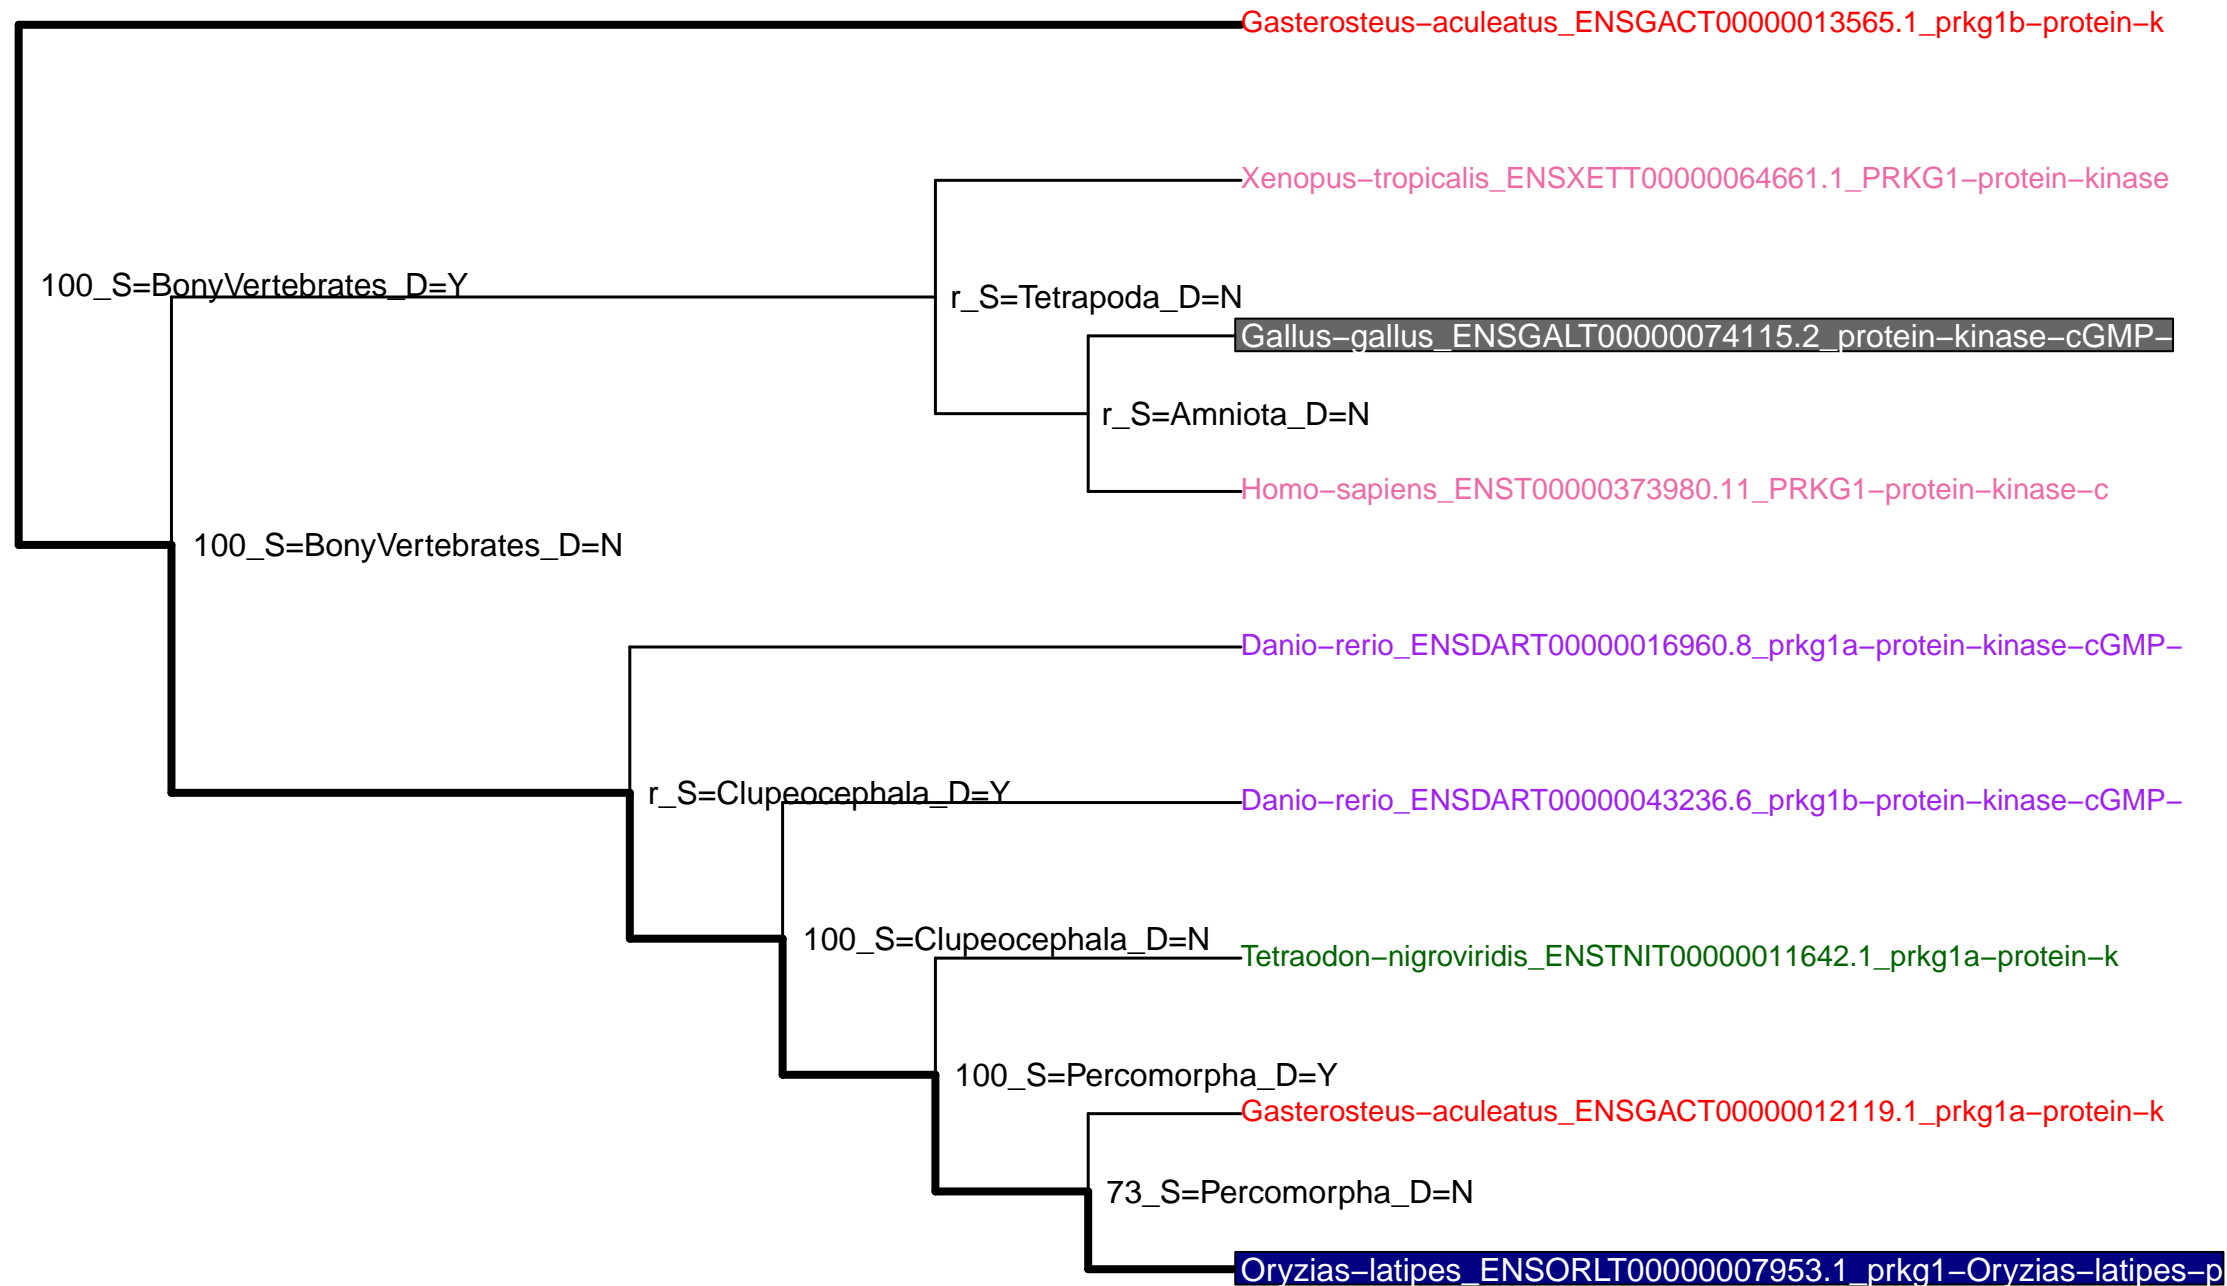 Gasterosteus−aculeatus_ENSGACT00000013565.1_prkg1b−protein−k
Xenopus−tropicalis_ENSXETT00000064661.1_PRKG1−protein−kinase
100_S=BonyVertebrates_D=Y
r_S=Tetrapoda_D=N
Gallus−gallus_ENSGALT00000074115.2_protein−kinase−cGMP−
r_S=Amniota_D=N
Homo−sapiens_ENST00000373980.11_PRKG1−protein−kinase−c
100_S=BonyVertebrates_D=N
Danio−rerio_ENSDART00000016960.8_prkg1a−protein−kinase−cGMP−
r_S=Clupeocephala_D=Y
Danio−rerio_ENSDART00000043236.6_prkg1b−protein−kinase−cGMP−
100_S=Clupeocephala_D=N
Tetraodon−nigroviridis_ENSTNIT00000011642.1_prkg1a−protein−k
100_S=Percomorpha_D=Y
Gasterosteus−aculeatus_ENSGACT00000012119.1_prkg1a−protein−k
73_S=Percomorpha_D=N
Oryzias−latipes_ENSORLT00000007953.1_prkg1−Oryzias−latipes−p